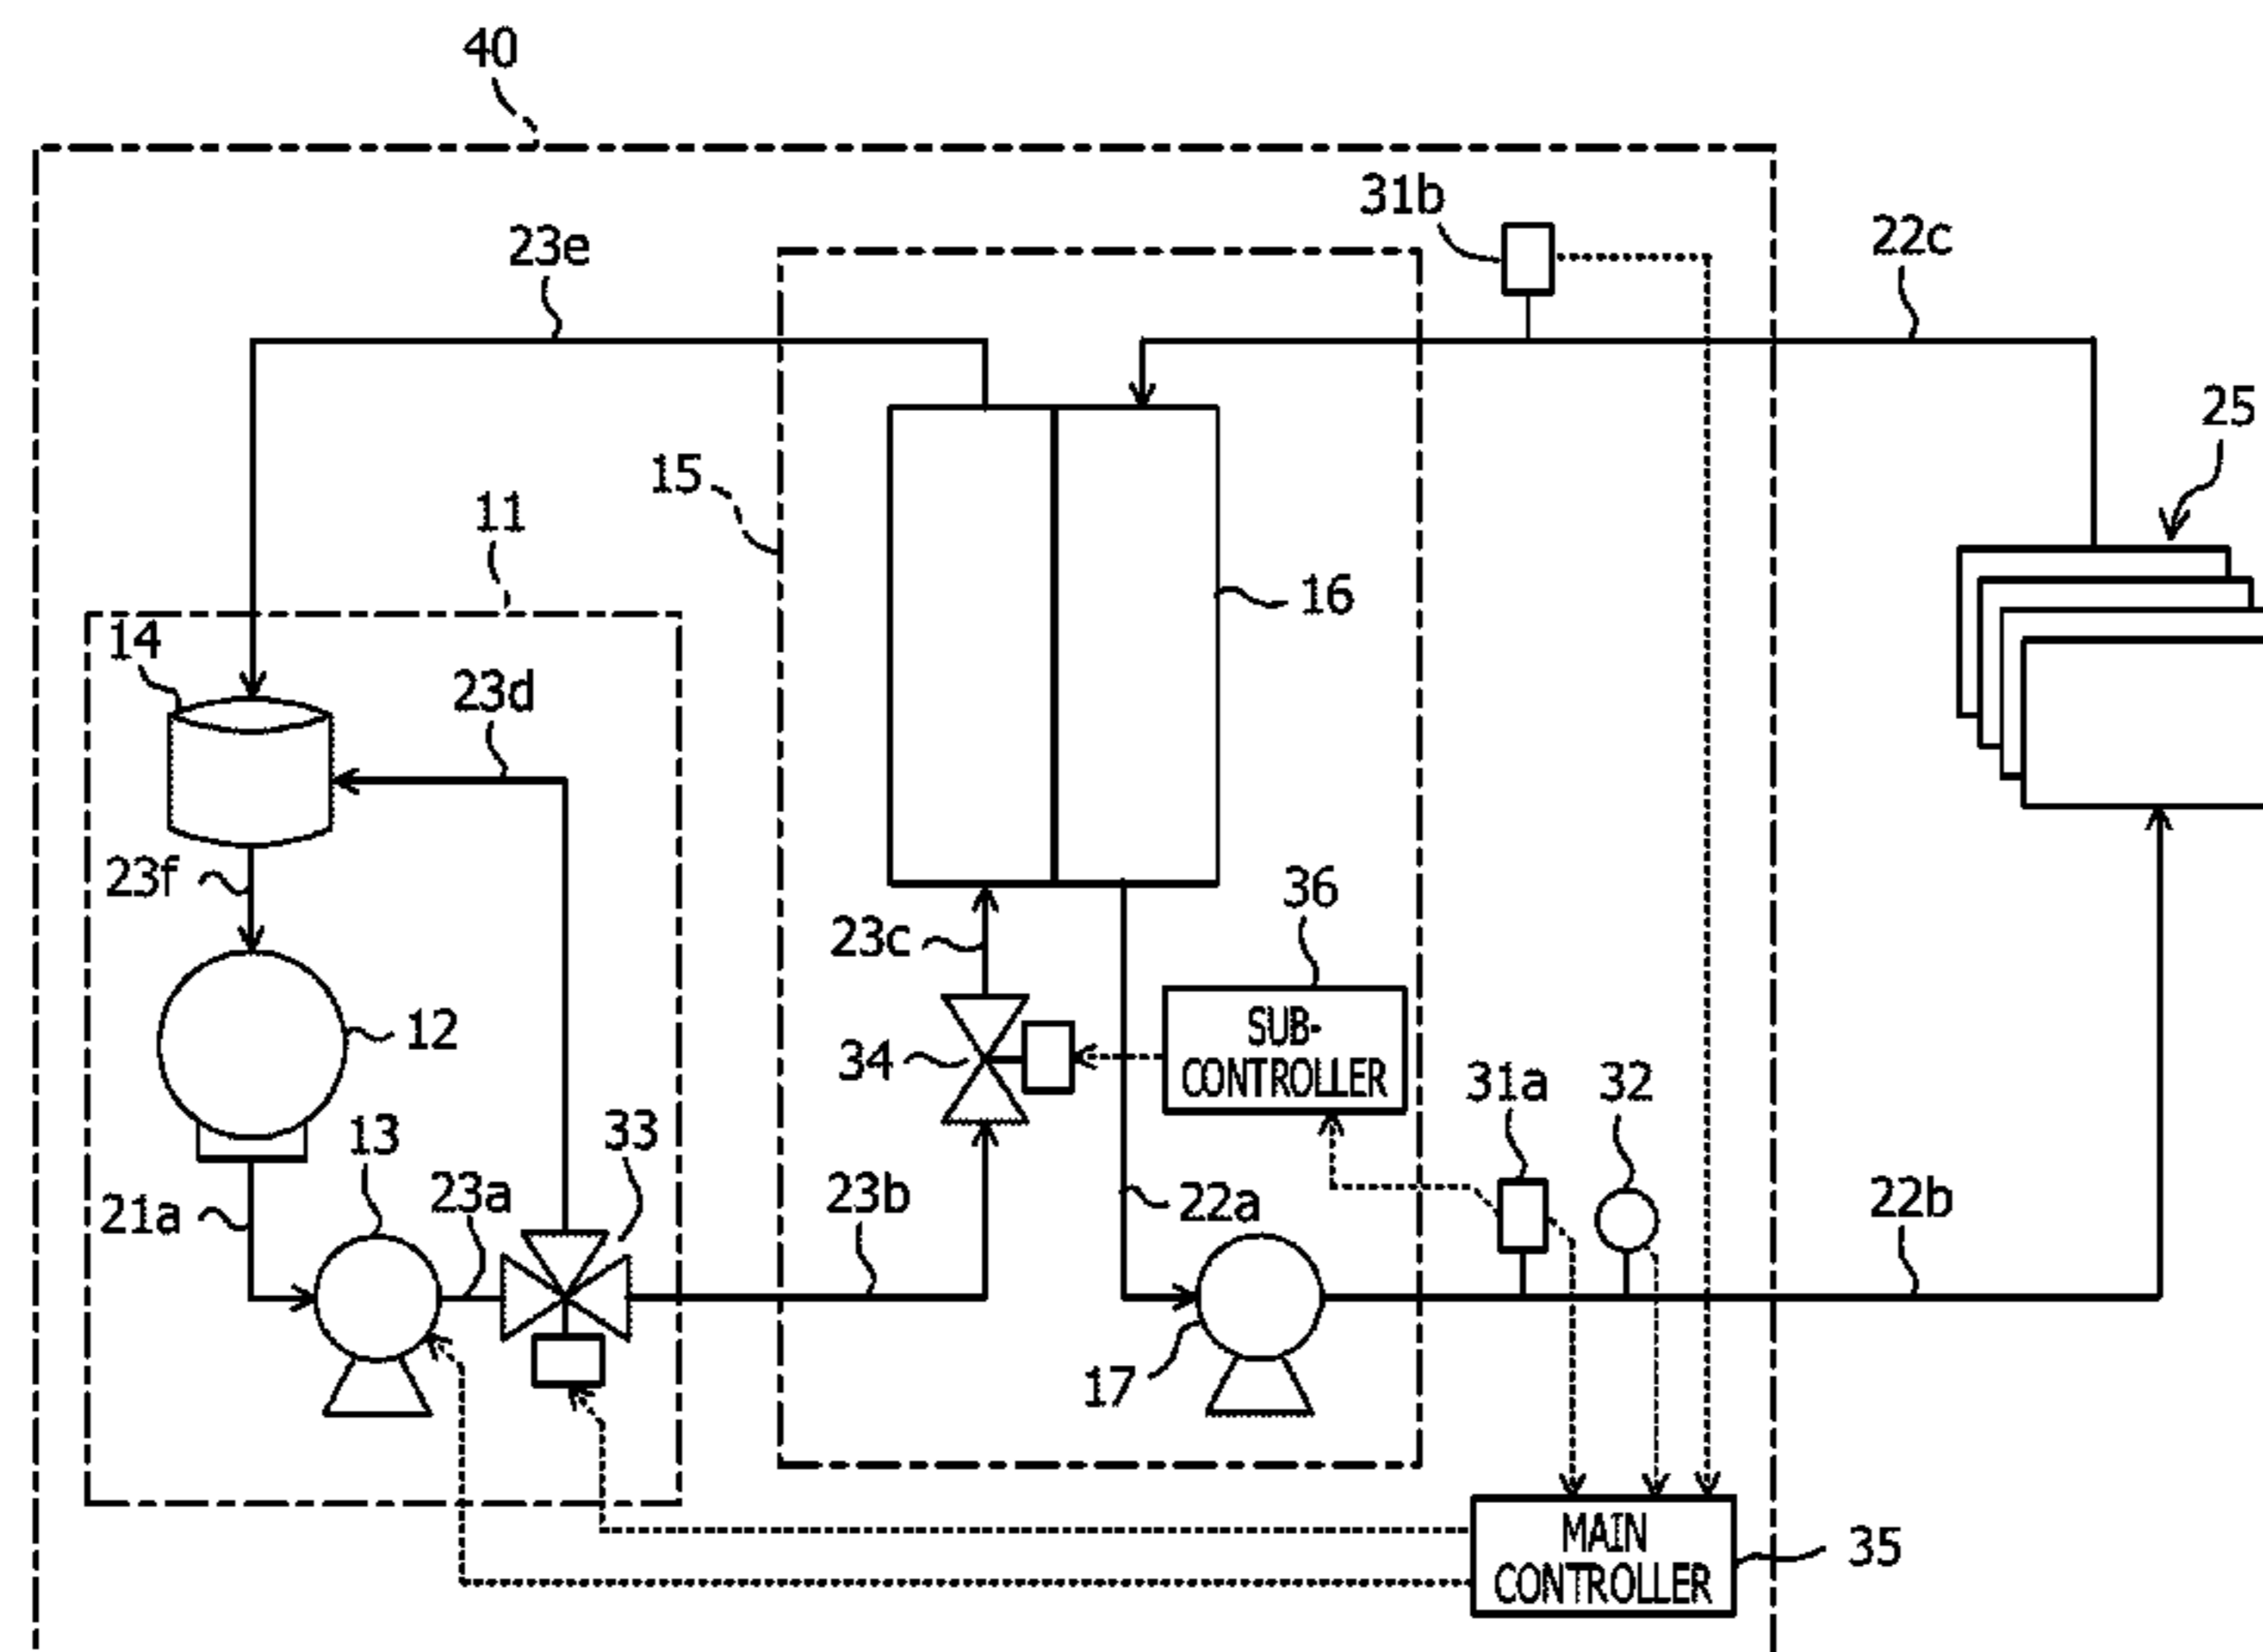 40
31b
22c
23e
25
15
11
16
14
23d
36
23f
23c
SUB-
CONTROLLER
12
34
31a
32
13
33
21a
23a
23b
22a
22b
17
MAIN
CONTROLLER
35